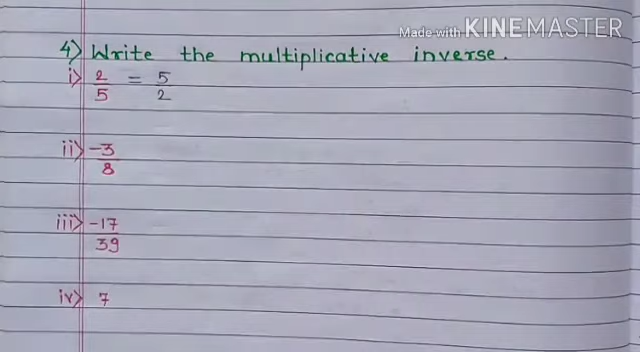 Made with KINEMASTER
4) Write the multiplicative inverse.
i) 2/5 = 5/2
ii) -3/8
iii) -17/39
iv) 7